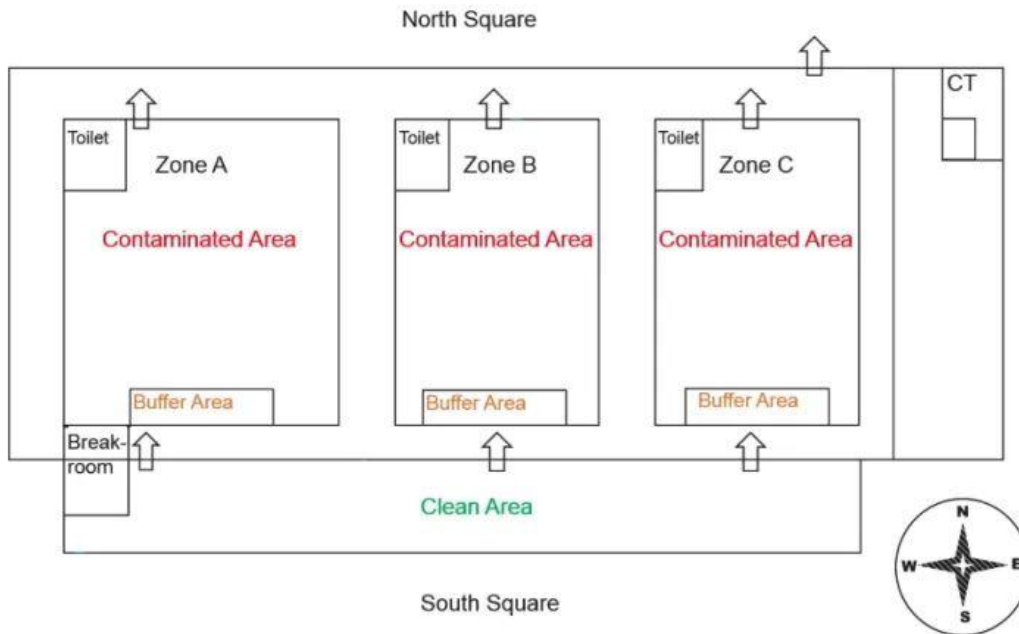 North Square
CT
Toilet
Toilet
Toilet
Zone A
Zone B
Zone C
Contaminated Area
Contaminated Area
Contaminated Area
Buffer Area
Buffer Area
Buffer Area
Break-
room
Clean Area
N
W
E
S
South Square